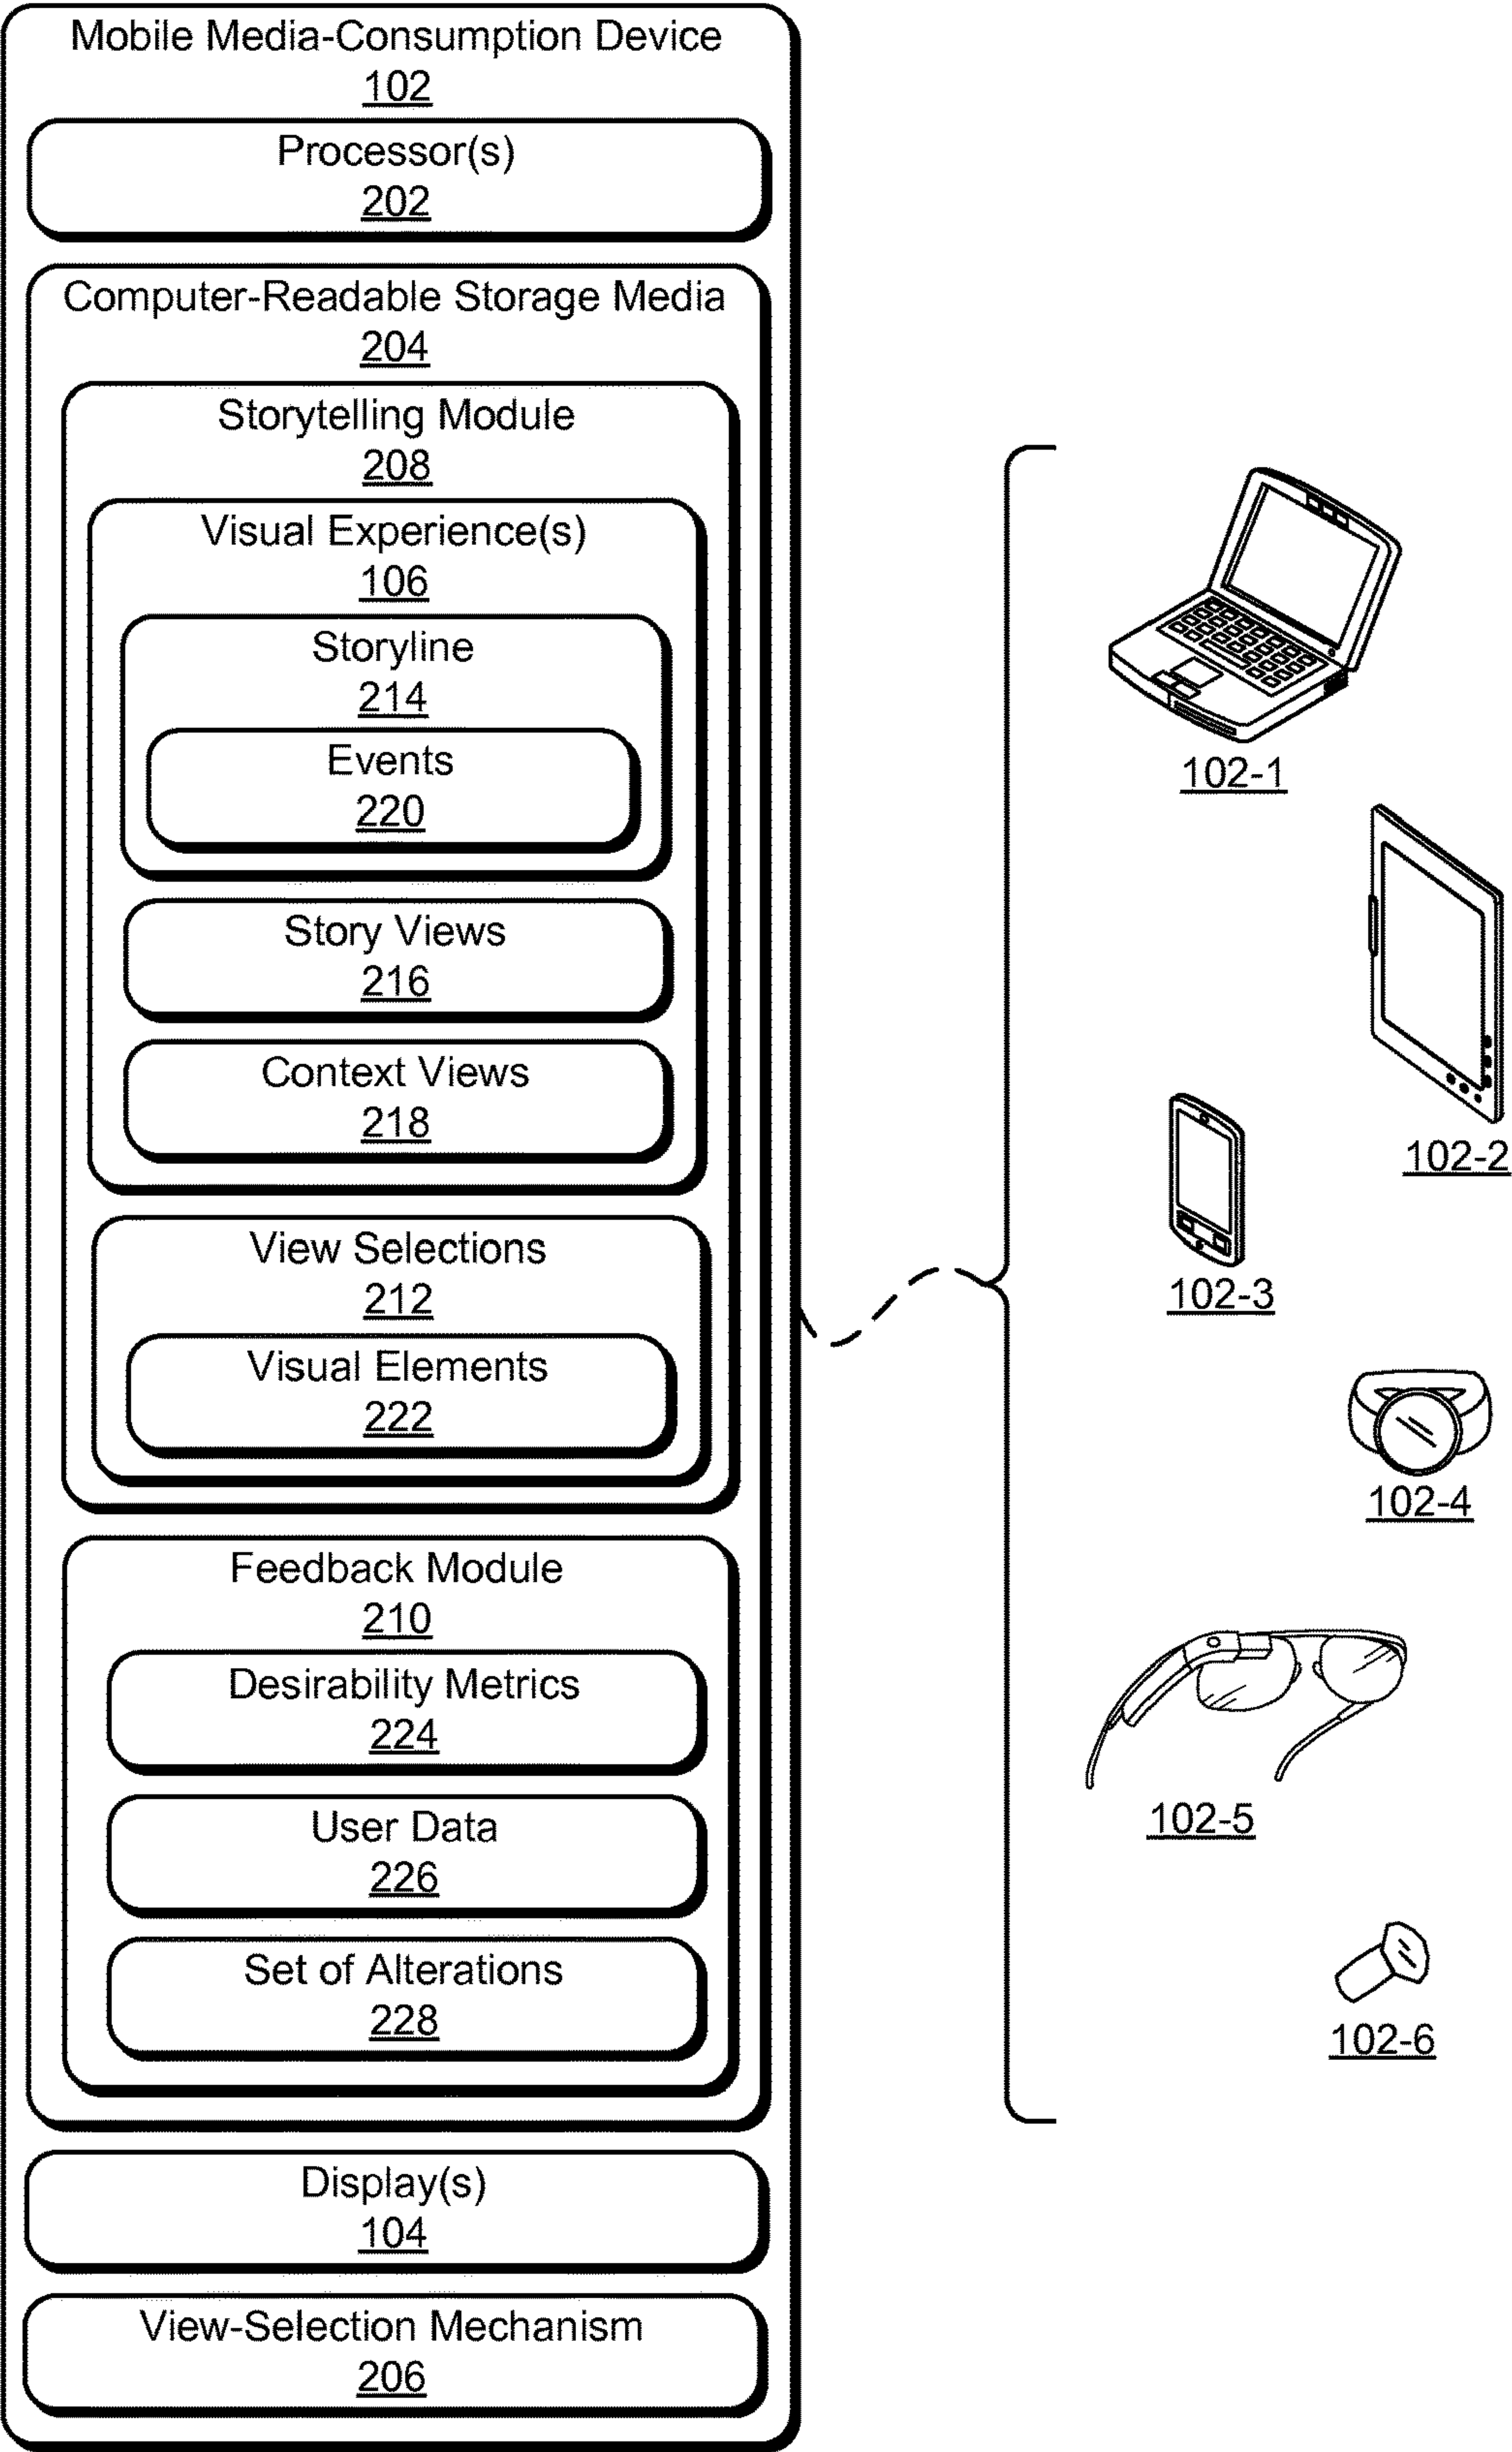 Mobile Media-Consumption Device
102
Processor(s)
202
Computer-Readable Storage Media
204
Storytelling Module
208
Visual Experience(s)
106
Storyline
214
Events
220
Story Views
216
Context Views
218
View Selections
212
Visual Elements
222
Feedback Module
210
Desirability Metrics
224
User Data
226
Set of Alterations
228
Display(s)
104
View-Selection Mechanism
206
102-1
102-2
102-3
102-4
102-5
102-6